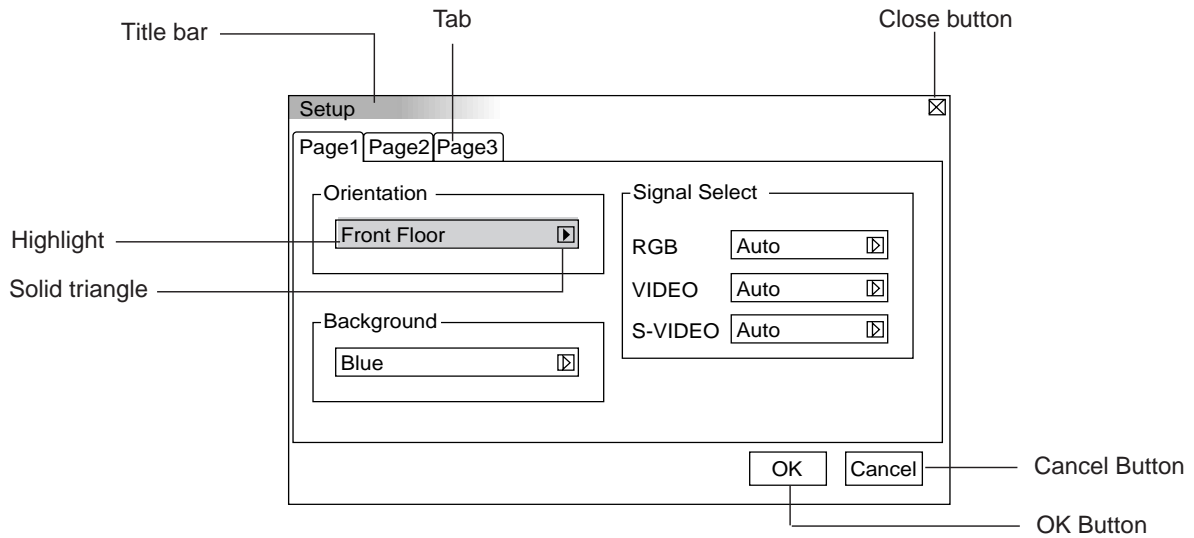 Tab
Close button
Title bar
Setup
Page1 Page2 Page3
Orientation
Signal Select
Highlight
Front Floor
RGB Auto
Solid triangle
VIDEO Auto
Background
S-VIDEO Auto
Blue
OK Cancel
Cancel Button
OK Button